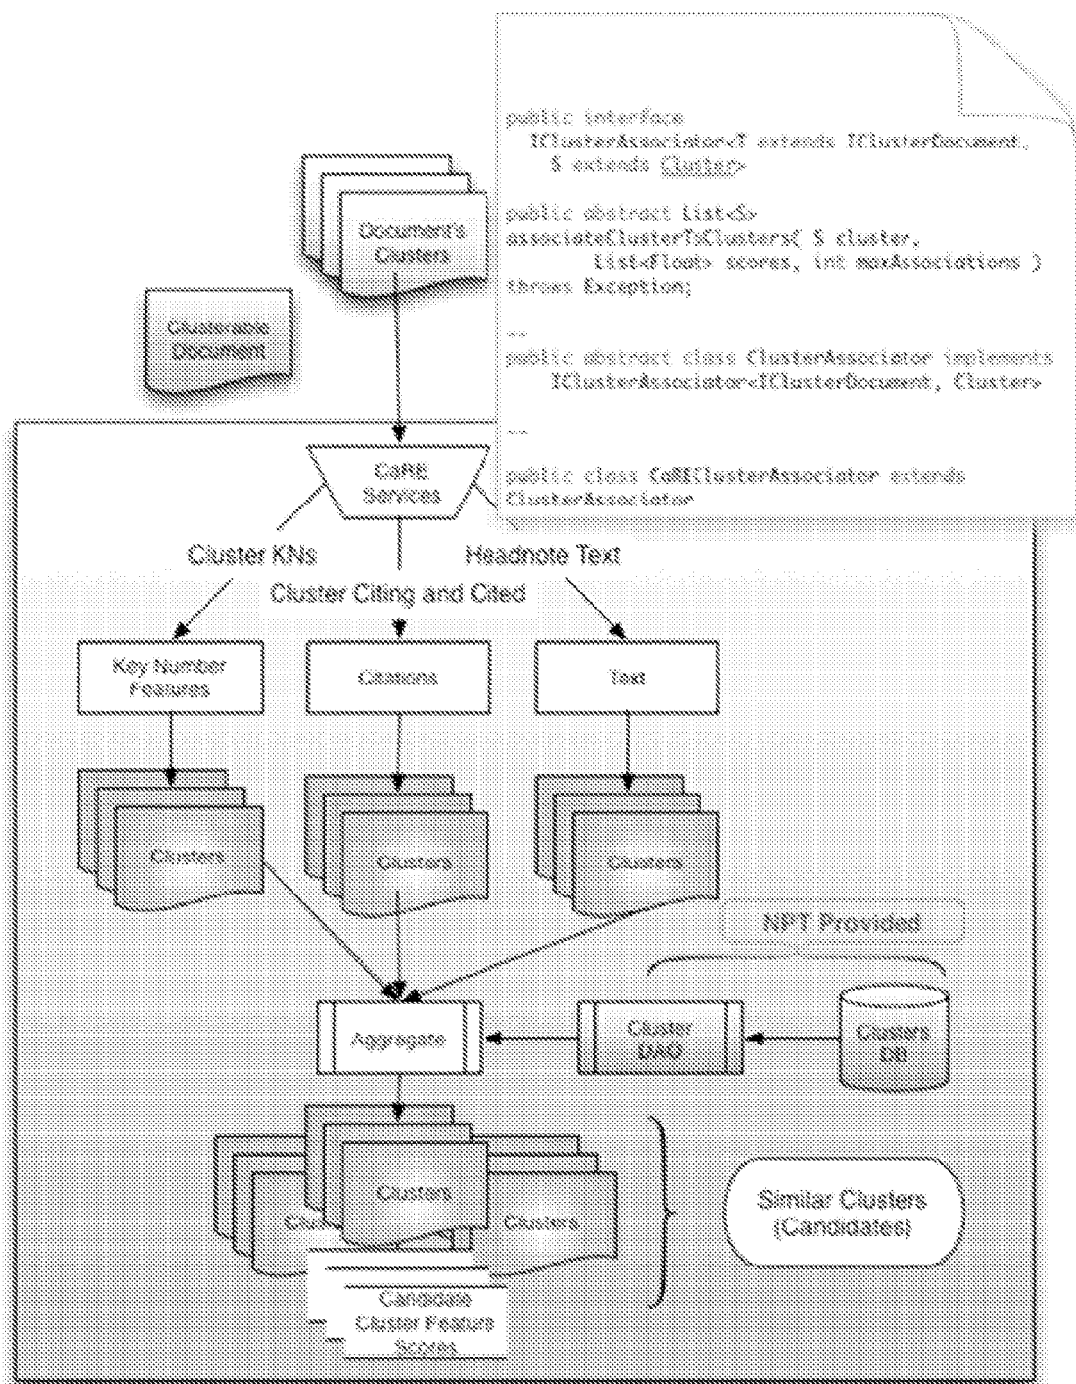 public interface
IClusterAssociator<T extends IClusterDocument,
S extends Cluster>
public abstract List<S>
associateClusterToClusters( S cluster,
List<Float> scores, int maxAssociations )
throws Exception;
--
public abstract class ClusterAssociator implements
IClusterAssociator<IClusterDocument, Cluster>
--
public class CaREClusterAssociator extends
ClusterAssociator
Document's
Clusters
Clusterable
Document
CaRE
Services
Cluster KNs
Headnote Text
Cluster Citing and Cited
Key Number
Features
Citations
Text
Clusters
Clusters
Clusters
NPT Provided
Aggregate
Cluster
DAO
Clusters
DB
Clusters
Clusters
Similar Clusters
(Candidates)
Candidate
Cluster Feature
Scores